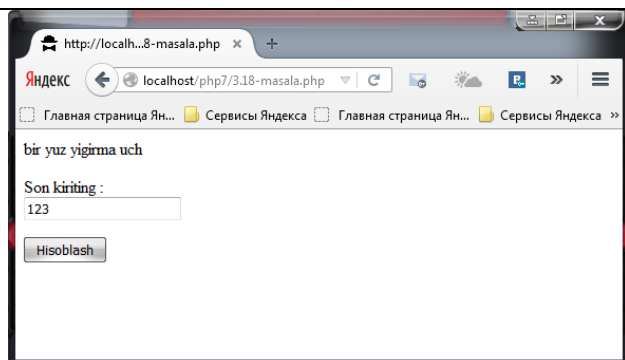 http://localh...8-masala.php
Яндекс localhost/php7/3.18-masala.php
Главная страница Ян... Сервисы Яндекса Главная страница Ян... Сервисы Яндекса »
bir yuz yigirma uch
Son kiriting :
123
Hisoblash